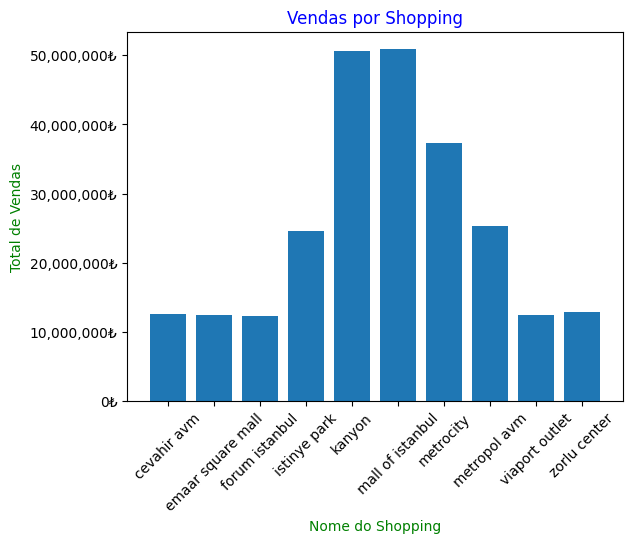 Vendas por Shopping
Total de Vendas
50,000,000₺
40,000,000₺
30,000,000₺
20,000,000₺
10,000,000₺
0₺
cevahir avm
emaar square mall
forum istanbul
istinye park
kanyon
mall of istanbul
metrocity
metropol avm
viaport outlet
zorlu center
Nome do Shopping